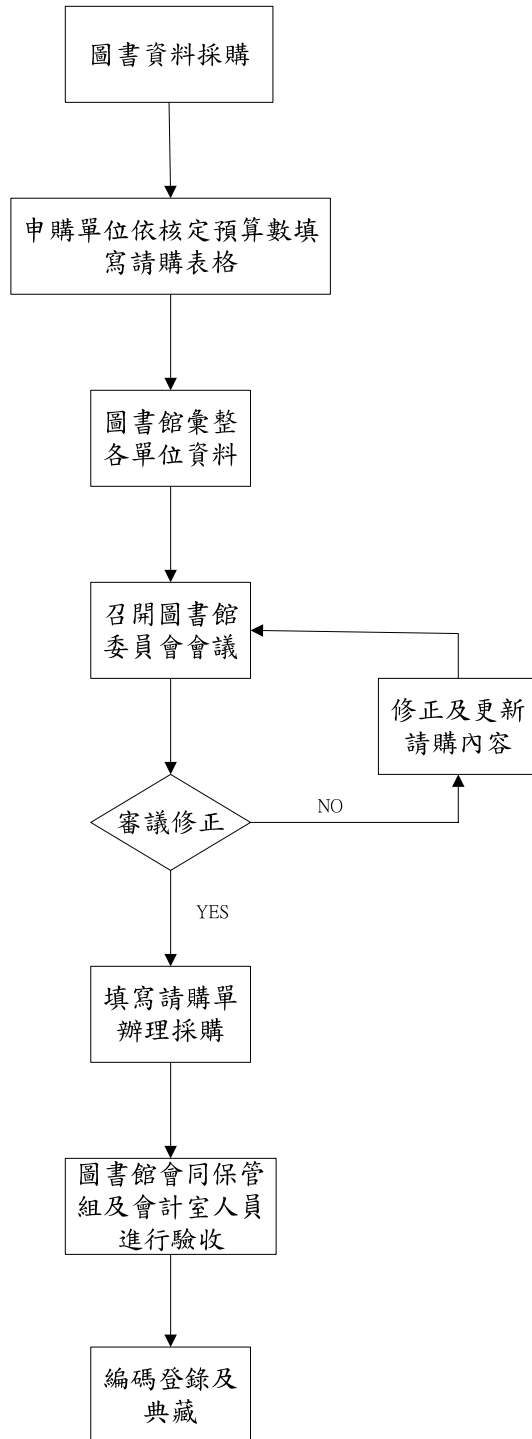 圖書資料採購
申購單位依核定預算數填
寫請購表格
圖書館彙整
各單位資料
召開圖書館
委員會會議
修正及更新
請購內容
審議修正
NO
YES
填寫請購單
辦理採購
圖書館會同保管
組及會計室人員
進行驗收
編碼登錄及
典藏